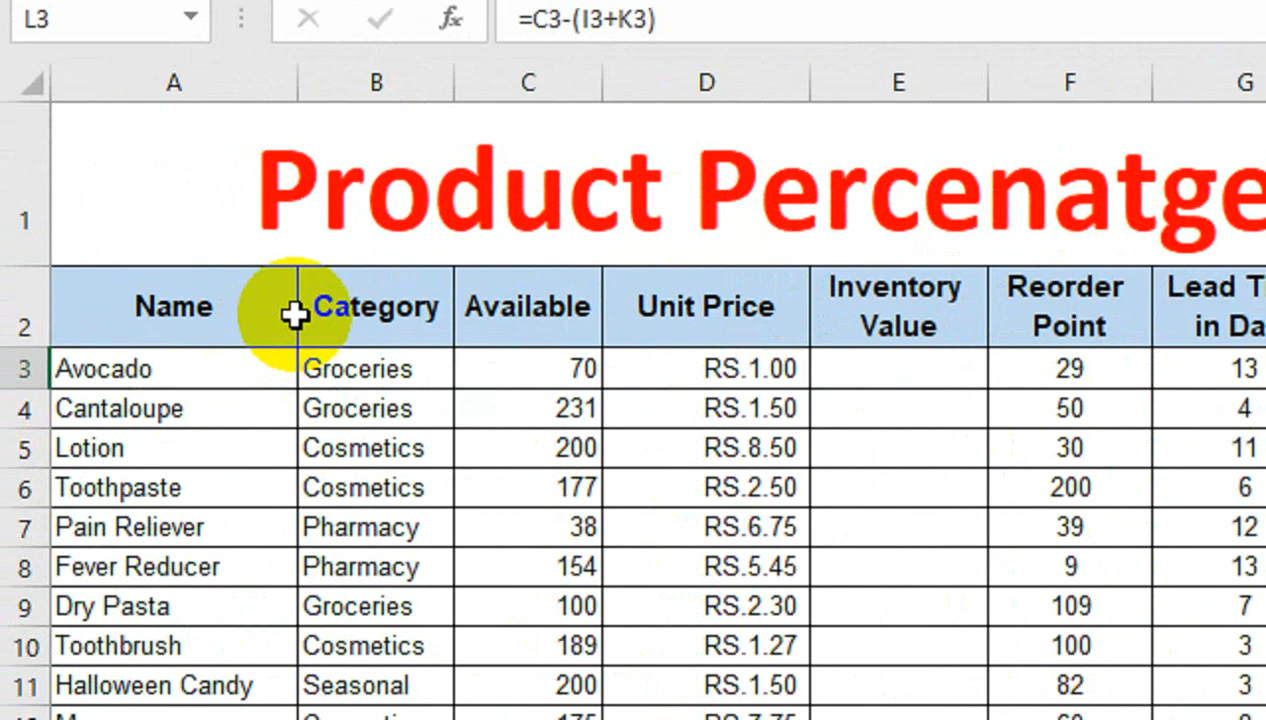 L3 fx =C3-(I3+K3)
A B C D E F G
1 Product Percenatge
2 Name Category Available Unit Price Inventory Value Reorder Point Lead in
3 Avocado Groceries 70 RS.1.00 29 13
4 Cantaloupe Groceries 231 RS.1.50 50 4
5 Lotion Cosmetics 200 RS.8.50 30 11
6 Toothpaste Cosmetics 177 RS.2.50 200 6
7 Pain Reliever Pharmacy 38 RS.6.75 39 12
8 Fever Reducer Pharmacy 154 RS.5.45 9 13
9 Dry Pasta Groceries 100 RS.2.30 109 7
10 Toothbrush Cosmetics 189 RS.1.27 100 3
11 Halloween Candy Seasonal 200 RS.1.50 82 3